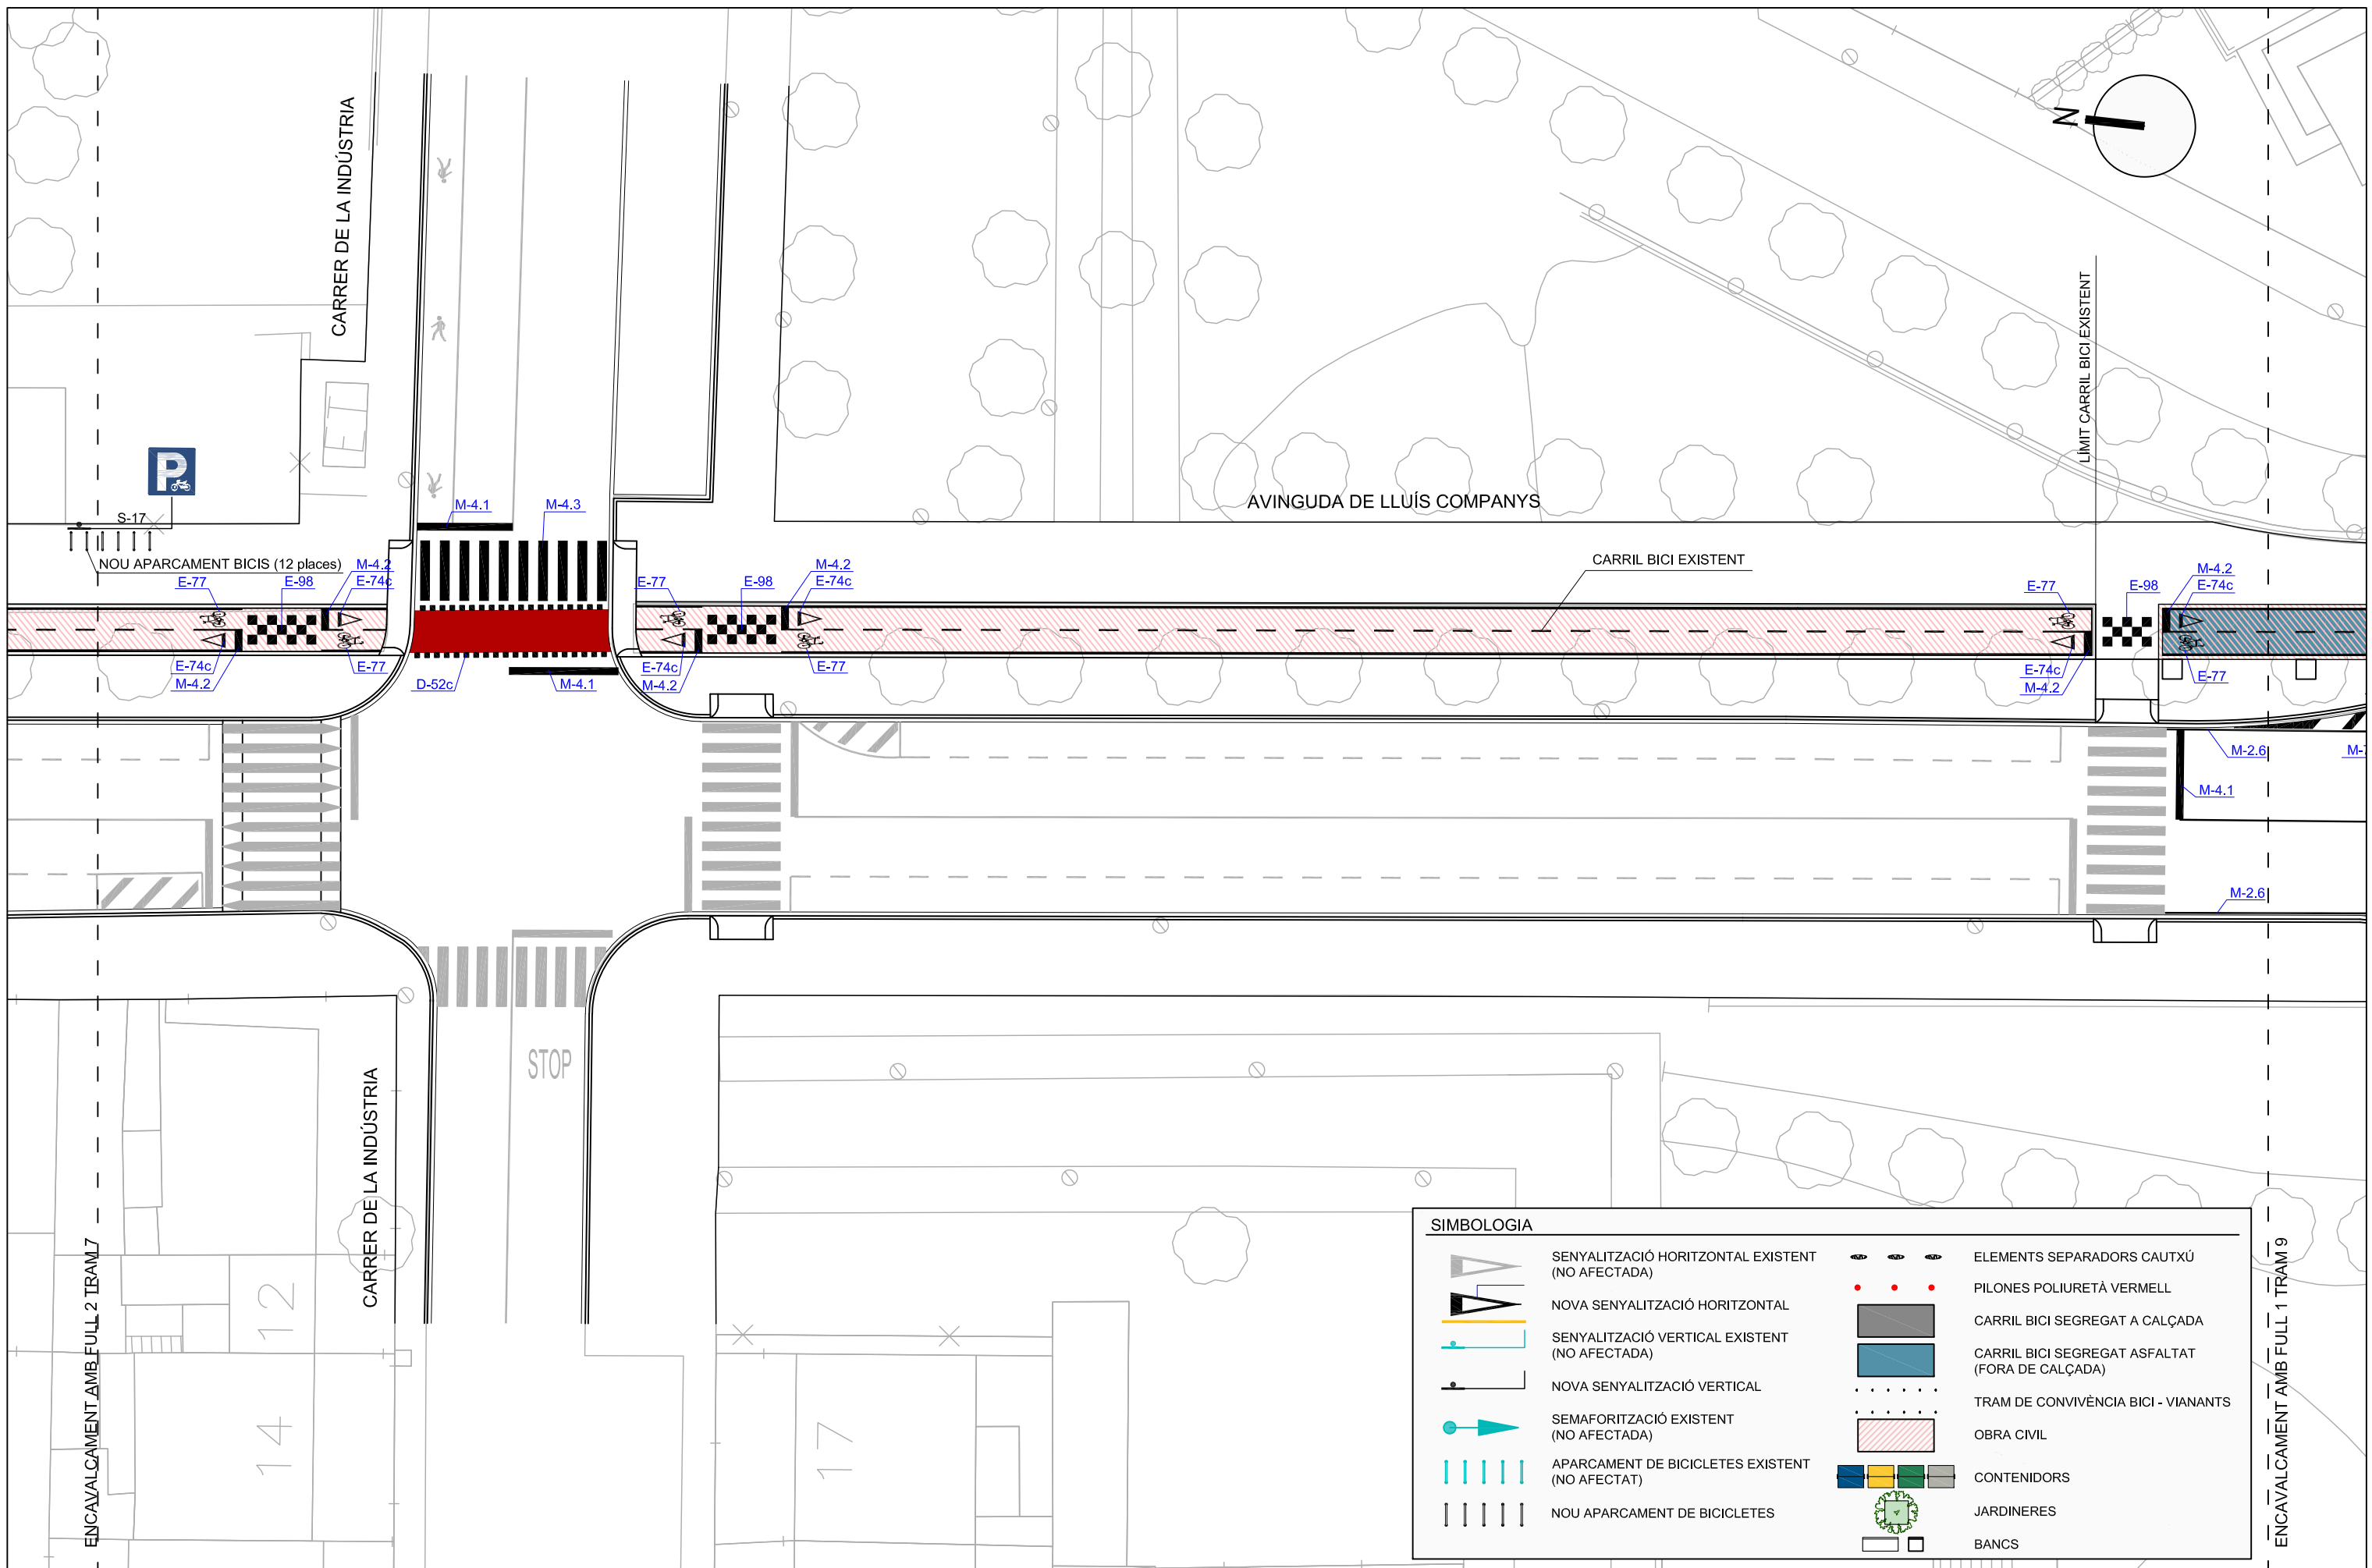 CARRER DE LA INDÚSTRIA
N
LÍMIT CARRIL BICI EXISTENT
P
S-17
NOU APARCAMENT BICIS (12 places)
M-4.1
M-4.3
AVINGUDA DE LLUÍS COMPANYS
CARRIL BICI EXISTENT
E-77
E-98
M-4.2
E-74c
E-77
E-98
M-4.2
E-74c
E-77
E-98
M-4.2
E-74c
E-74c
M-4.2
E-77
D-52c
M-4.1
E-74c
M-4.2
E-77
E-74c
M-4.2
E-77
M-2.6
M-4.1
M-2.6
STOP
CARRER DE LA INDÚSTRIA
12
14
17
ENCAVALCAMENT AMB FULL 2 TRAM 7
ENCAVALCAMENT AMB FULL 1 TRAM 9
SIMBOLOGIA
SENYALITZACIÓ HORITZONTAL EXISTENT
(NO AFECTADA)
NOVA SENYALITZACIÓ HORITZONTAL
SENYALITZACIÓ VERTICAL EXISTENT
(NO AFECTADA)
NOVA SENYALITZACIÓ VERTICAL
SEMAFORITZACIÓ EXISTENT
(NO AFECTADA)
APARCAMENT DE BICICLETES EXISTENT
(NO AFECTAT)
NOU APARCAMENT DE BICICLETES
ELEMENTS SEPARADORS CAUTXÚ
PILONES POLIURETÀ VERMELL
CARRIL BICI SEGREGAT A CALÇADA
CARRIL BICI SEGREGAT ASFALTAT
(FORA DE CALÇADA)
TRAM DE CONVIVÈNCIA BICI - VIANANTS
OBRA CIVIL
CONTENIDORS
JARDINERES
BANCS